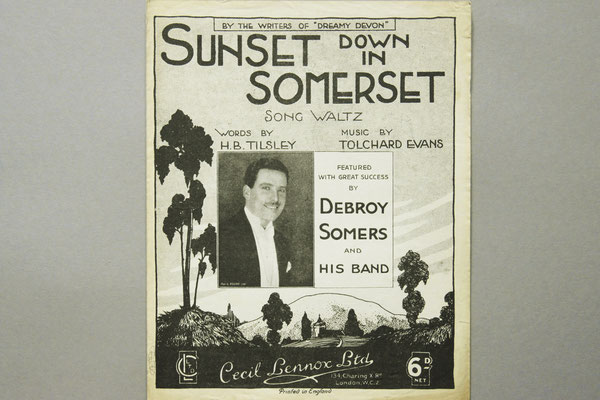 BY THE WRITERS OF "DREAMY DEVON"
SUNSET DOWN
IN
SOMERSET
SONG WALTZ
WORDS BY
H.B. TILSLEY
MUSIC BY
TOLCHARD EVANS
FEATURED
WITH GREAT SUCCESS
BY
DEBROY
SOMERS
AND
HIS BAND
Cecil Lennox Ltd
134, Charing X Rd
London, W.C.2
6D
NET
Printed in England